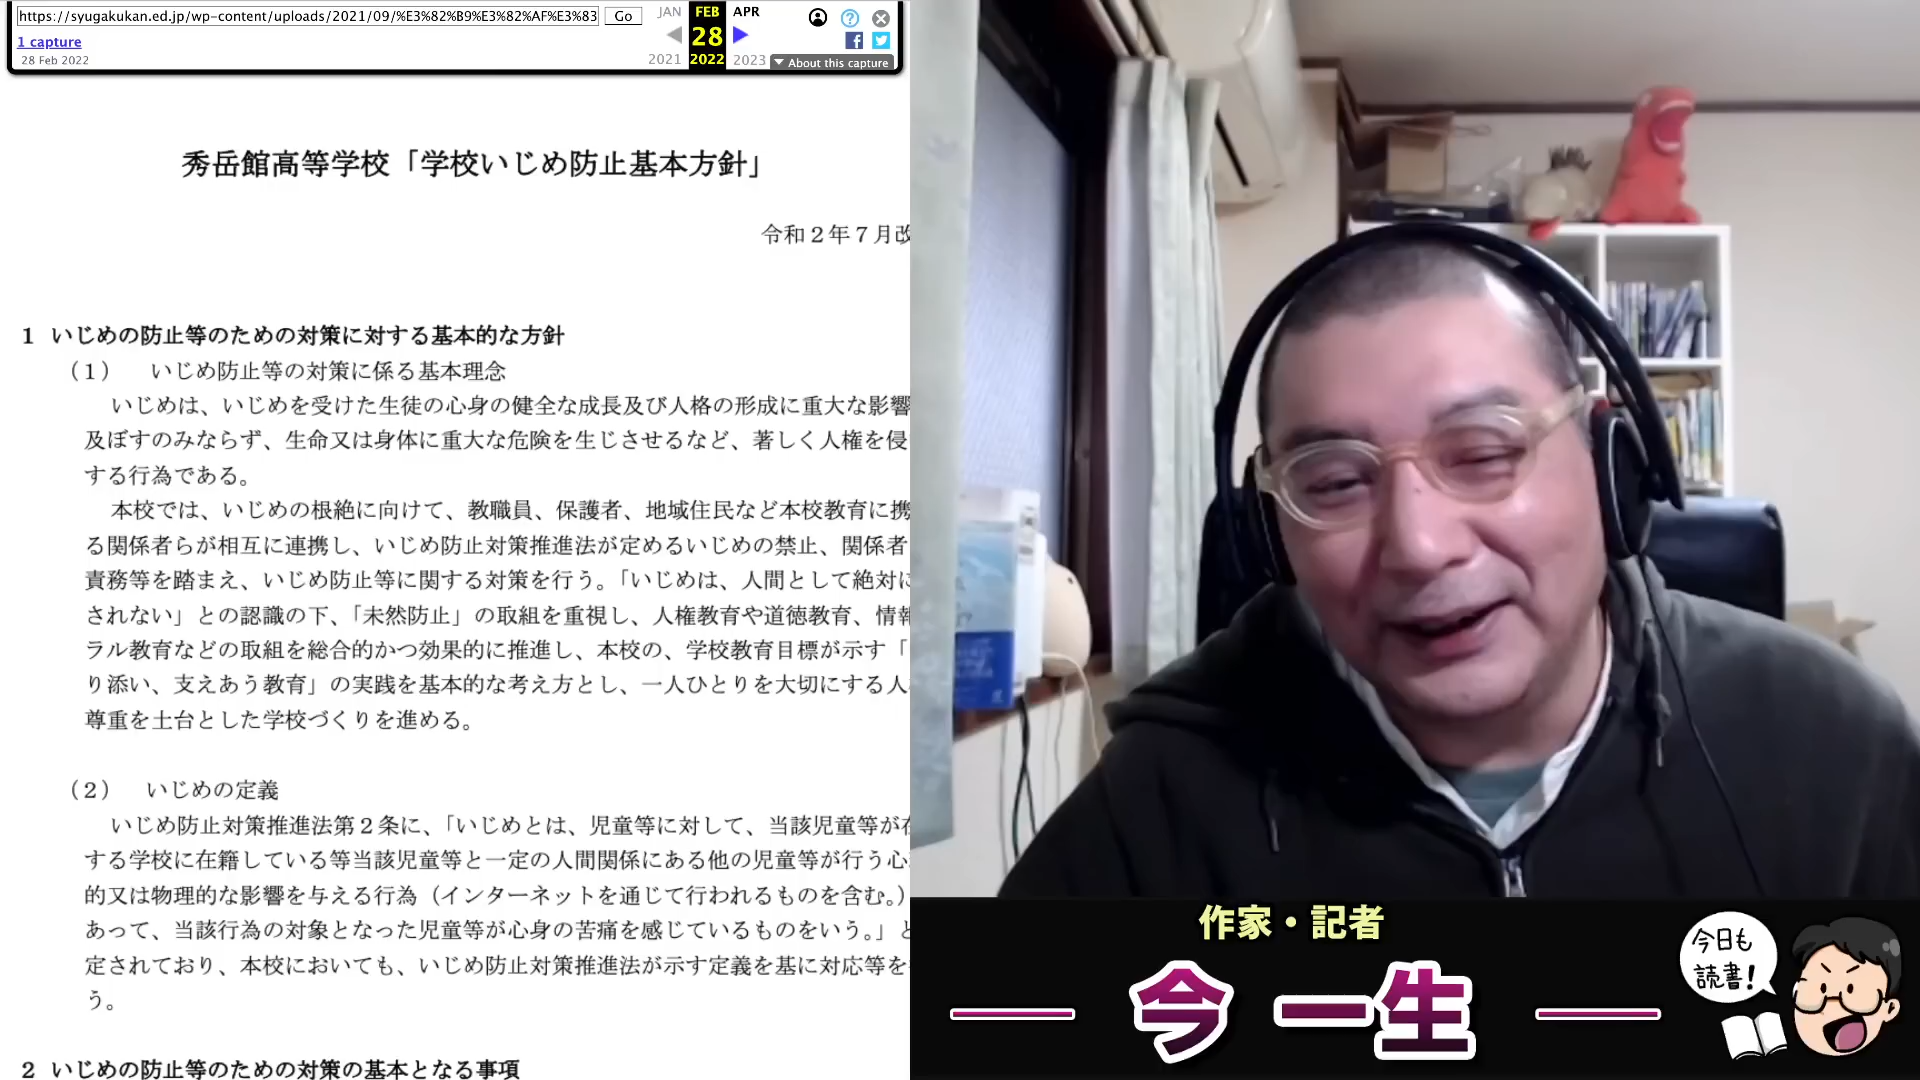 https://syugakukan.ed.jp/wp-content/uploads/2021/09/%E3%82%B9%E3%82%AF%E3%83
Go
JAN
FEB
APR
28
2021
2022
2023
1 capture
28 Feb 2022
About this capture
秀岳館高等学校「学校いじめ防止基本方針」
令和２年７月改
１ いじめの防止等のための対策に対する基本的な方針
（１） いじめ防止等の対策に係る基本理念
いじめは、いじめを受けた生徒の心身の健全な成長及び人格の形成に重大な影響
及ぼすのみならず、生命又は身体に重大な危険を生じさせるなど、著しく人権を侵
する行為である。
本校では、いじめの根絶に向けて、教職員、保護者、地域住民など本校教育に携
る関係者らが相互に連携し、いじめ防止対策推進法が定めるいじめの禁止、関係者
責務等を踏まえ、いじめ防止等に関する対策を行う。「いじめは、人間として絶対に
されない」との認識の下、「未然防止」の取組を重視し、人権教育や道徳教育、情報
ラル教育などの取組を総合的かつ効果的に推進し、本校の、学校教育目標が示す「
り添い、支えあう教育」の実践を基本的な考え方とし、一人ひとりを大切にする人
尊重を土台とした学校づくりを進める。
（２） いじめの定義
いじめ防止対策推進法第２条に、「いじめとは、児童等に対して、当該児童等が在
する学校に在籍している等当該児童等と一定の人間関係にある他の児童等が行う心
的又は物理的な影響を与える行為（インターネットを通じて行われるものを含む。）
あって、当該行為の対象となった児童等が心身の苦痛を感じているものをいう。」と
定されており、本校においても、いじめ防止対策推進法が示す定義を基に対応等を
う。
２ いじめの防止等のための対策の基本となる事項
作家・記者
今 一生
今日も
読書！